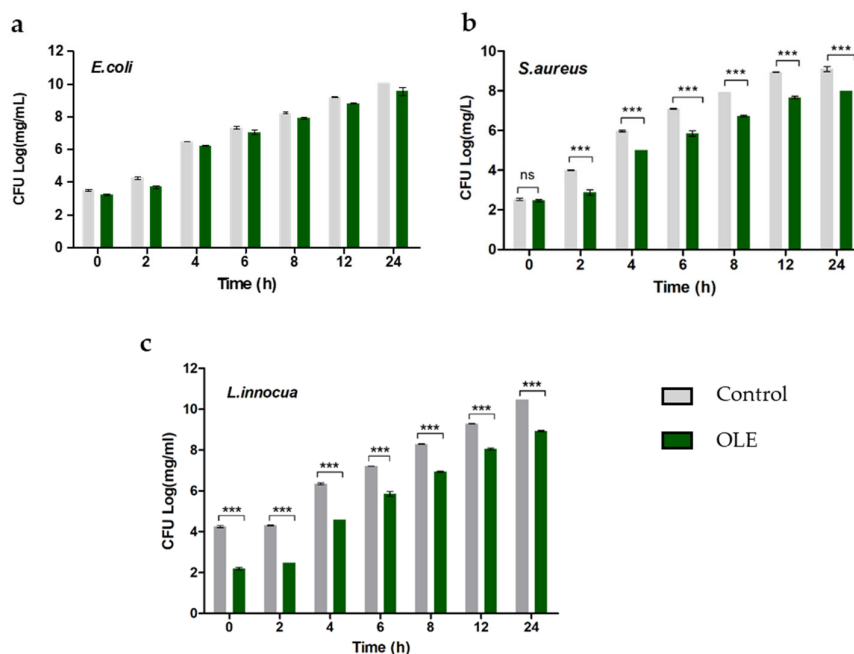 a
E.coli
CFU Log(mg/mL)
12
10
8
6
4
2
0
0 2 4 6 8 12 24
Time (h)
b
S.aureus
CFU Log(mg/L)
10
8
6
4
2
0
ns *** *** *** *** *** ***
0 2 4 6 8 12 24
Time (h)
c
L.innocua
CFU Log(mg/ml)
12
10
8
6
4
2
0
*** *** *** *** *** *** ***
0 2 4 6 8 12 24
Time (h)
Control
OLE